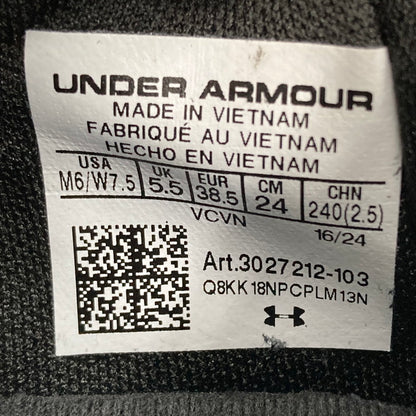 UNDER ARMOUR
MADE IN VIETNAM
FABRIQUÉ AU VIETNAM
HECHO EN VIETNAM
USA UK EUR CM CHN
M6/W7.5 5.5 38.5 24 240(2.5)
VCVN 16/24
Art.3027212-103
Q8KK18NPCPLM13N